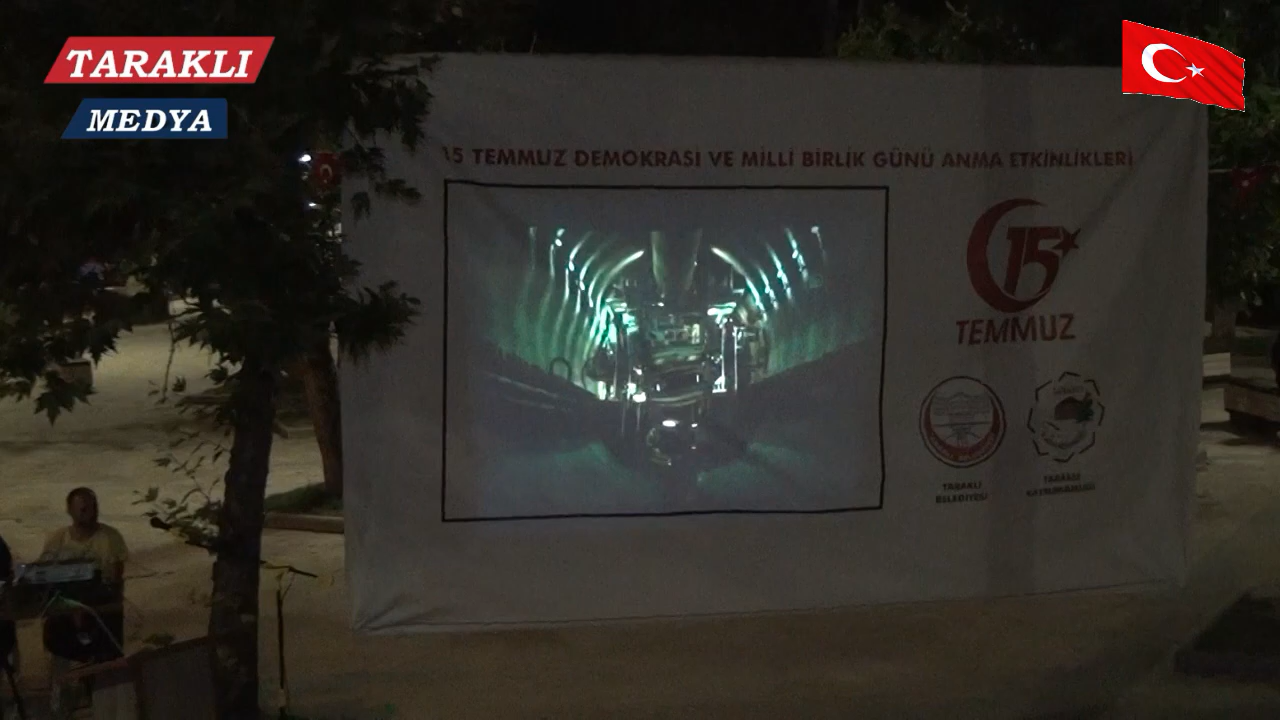 TARAKLI
MEDYA
15 TEMMUZ DEMOKRASİ VE MİLLİ BİRLİK GÜNÜ ANMA ETKİNLİKLERİ
15
TEMMUZ
TARAKLI
BELEDİYESİ
TARAKLI
KAYMAKAMLIĞI